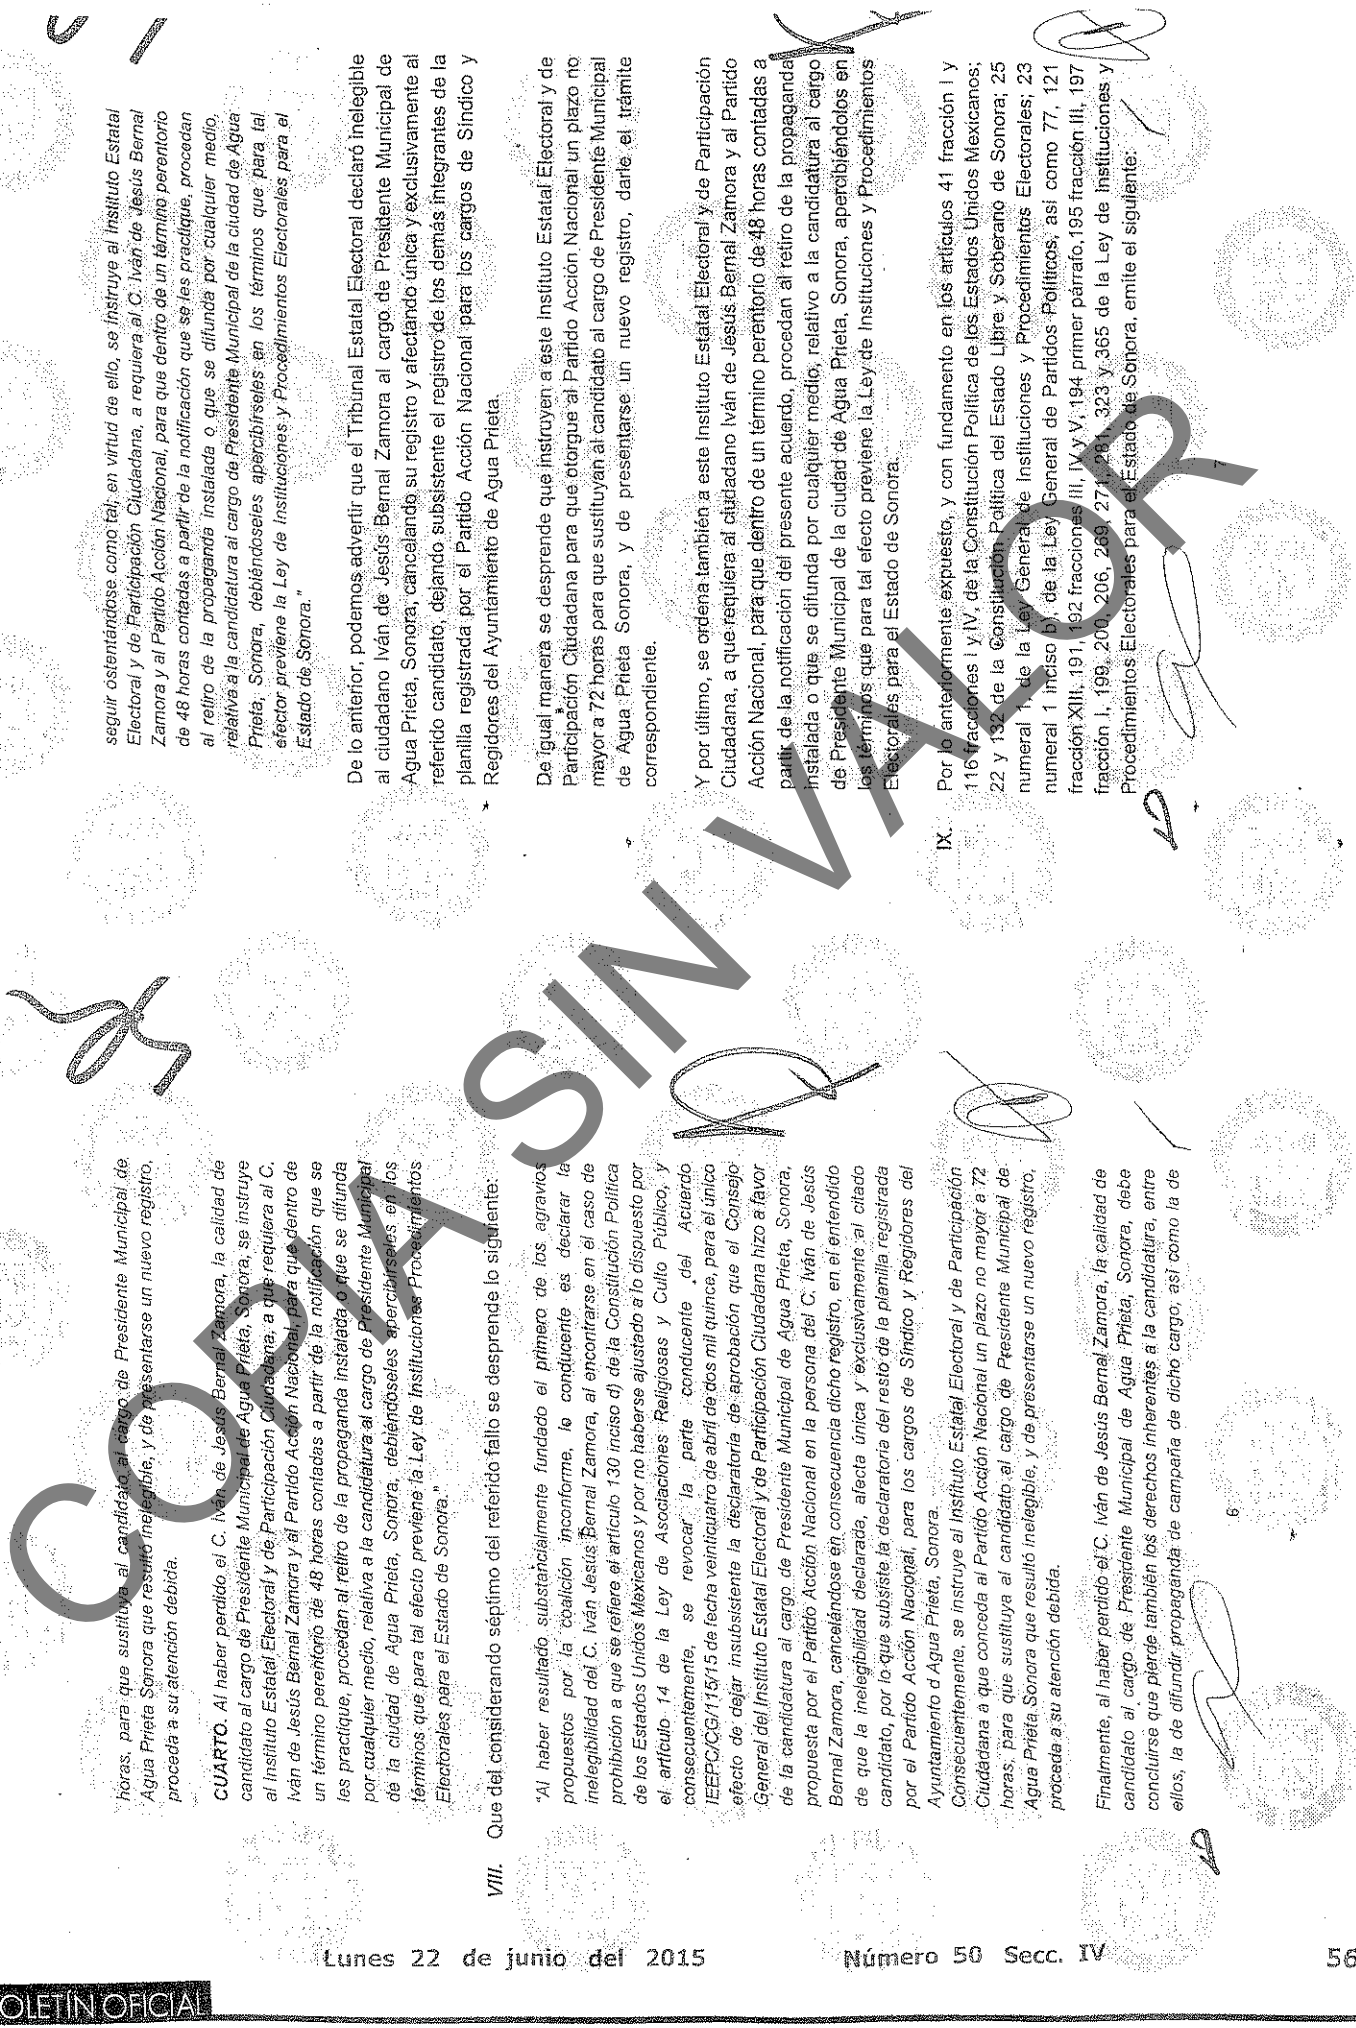 horas, para que sustituya al candidato al cargo de Presidente Municipal de
Agua Prieta Sonora que resultó inelegible, y de presentarse un nuevo registro,
proceda a su atención debida.
CUARTO. Al haber perdido el C. Iván de Jesús Bernal Zamora, la calidad de
candidato al cargo de Presidente Municipal de Agua Prieta, Sonora, se instruye
al Instituto Estatal Electoral y de Participación Ciudadana, a que requiera al C.
Iván de Jesús Bernal Zamora y al Partido Acción Nacional, para que dentro de
un término perentorio de 48 horas contadas a partir de la notificación que se
les practique, procedan al retiro de la propaganda instalada o que se difunda
por cualquier medio, relativa a la candidatura al cargo de Presidente Municipal
de la ciudad de Agua Prieta, Sonora, debiéndoseles apercibírseles en los
términos que para tal efecto previene la Ley de Instituciones Procedimientos
Electorales para el Estado de Sonora."
VIII. Que del considerando séptimo del referido fallo se desprende lo siguiente:
"Al haber resultado substancialmente fundado el primero de los agravios
propuestos por la coalición inconforme, lo conducente es declarar la
inelegibilidad del C. Iván Jesús Bernal Zamora, al encontrarse en el caso de
prohibición a que se refiere el artículo 130 inciso d) de la Constitución Política
de los Estados Unidos Mexicanos y por no haberse ajustado a lo dispuesto por
el artículo 14 de la Ley de Asociaciones Religiosas y Culto Público, y
consecuentemente, se revocar la parte conducente del Acuerdo
IEEPC/CG/115/15 de fecha veinticuatro de abril de dos mil quince, para el único
efecto de dejar insubsistente la declaratoria de aprobación que el Consejo
General del Instituto Estatal Electoral y de Participación Ciudadana hizo a favor
de la candidatura al cargo de Presidente Municipal de Agua Prieta, Sonora,
propuesta por el Partido Acción Nacional en la persona del C. Iván de Jesús
Bernal Zamora, cancelándose en consecuencia dicho registro, en el entendido
de que la inelegibilidad declarada, afecta única y exclusivamente al citado
candidato, por lo que subsiste la declaratoria del resto de la planilla registrada
por el Partido Acción Nacional, para los cargos de Síndico y Regidores del
Ayuntamiento d Agua Prieta, Sonora.
Consecuentemente, se instruye al Instituto Estatal Electoral y de Participación
Ciudadana a que conceda al Partido Acción Nacional un plazo no mayor a 72
horas, para que sustituya al candidato al cargo de Presidente Municipal de
Agua Prieta Sonora que resultó inelegible, y de presentarse un nuevo registro,
proceda a su atención debida.
Finalmente, al haber perdido el C. Iván de Jesús Bernal Zamora, la calidad de
candidato al cargo de Presidente Municipal de Agua Prieta, Sonora, debe
concluirse que pierde también los derechos inherentes a la candidatura, entre
ellos, la de difundir propaganda de campaña de dicho cargo; así como la de
6
seguir ostentándose como tal; en virtud de ello, se instruye al Instituto Estatal
Electoral y de Participación Ciudadana, a requiera al C. Iván de Jesús Bernal
Zamora y al Partido Acción Nacional, para que dentro de un término perentorio
de 48 horas contadas a partir de la notificación que se les practique, procedan
al retiro de la propaganda instalada o que se difunda por cualquier medio,
relativa a la candidatura al cargo de Presidente Municipal de la ciudad de Agua
Prieta, Sonora, debiéndoseles apercibírseles en los términos que para tal
efector previene la Ley de Instituciones y Procedimientos Electorales para el
Estado de Sonora."
De lo anterior, podemos advertir que el Tribunal Estatal Electoral declaró inelegible
al ciudadano Iván de Jesús Bernal Zamora al cargo de Presidente Municipal de
Agua Prieta, Sonora, cancelando su registro y afectando única y exclusivamente al
referido candidato, dejando subsistente el registro de los demás integrantes de la
planilla registrada por el Partido Acción Nacional para los cargos de Síndico y
Regidores del Ayuntamiento de Agua Prieta.
De igual manera se desprende que instruyen a este Instituto Estatal Electoral y de
Participación Ciudadana para que otorgue al Partido Acción Nacional un plazo no
mayor a 72 horas para que sustituyan al candidato al cargo de Presidente Municipal
de Agua Prieta Sonora, y de presentarse un nuevo registro, darle el trámite
correspondiente.
Y por último, se ordena también a este Instituto Estatal Electoral y de Participación
Ciudadana, a que requiera al ciudadano Iván de Jesús Bernal Zamora y al Partido
Acción Nacional, para que dentro de un término perentorio de 48 horas contadas a
partir de la notificación del presente acuerdo, procedan al retiro de la propaganda
instalada o que se difunda por cualquier medio, relativo a la candidatura al cargo
de Presidente Municipal de la ciudad de Agua Prieta, Sonora, apercibiéndolos en
los términos que para tal efecto previene la Ley de Instituciones y Procedimientos
Electorales para el Estado de Sonora.
IX. Por lo anteriormente expuesto, y con fundamento en los artículos 41 fracción I y
116 fracciones I y IV, de la Constitución Política de los Estados Unidos Mexicanos;
22 y 132 de la Constitución Política del Estado Libre y Soberano de Sonora; 25
numeral 1, de la Ley General de Instituciones y Procedimientos Electorales; 23
numeral 1 inciso b), de la Ley General de Partidos Políticos, así como 77, 121
fracción XIII, 191, 192 fracciones III, IV y V, 194 primer párrafo, 195 fracción III, 197
fracción I, 199, 200, 206, 269, 271, 281, 323 y 365 de la Ley de Instituciones y
Procedimientos Electorales para el Estado de Sonora, emite el siguiente:
7
COPIA SIN VALOR
Lunes 22 de junio del 2015
Número 50 Secc. IV
56
OLETÍN OFICIAL